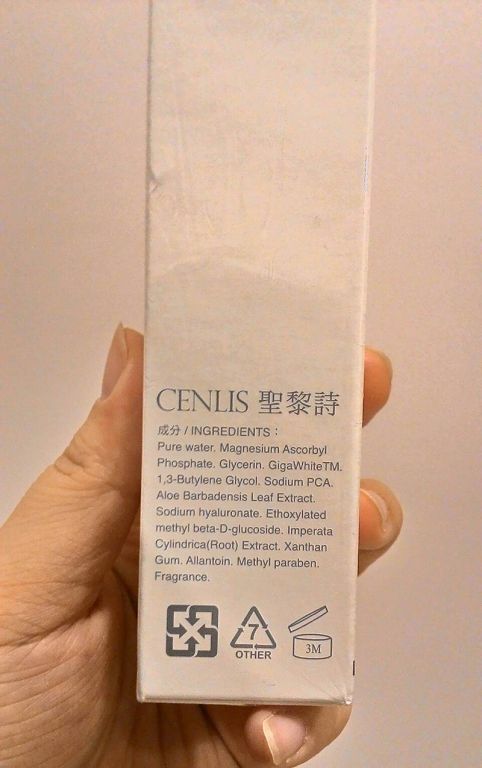 CENLIS 聖黎詩
成分 / INGREDIENTS：
Pure water. Magnesium Ascorbyl
Phosphate. Glycerin. GigaWhiteTM.
1,3-Butylene Glycol. Sodium PCA.
Aloe Barbadensis Leaf Extract.
Sodium hyaluronate. Ethoxylated
methyl beta-D-glucoside. Imperata
Cylindrica(Root) Extract. Xanthan
Gum. Allantoin. Methyl paraben.
Fragrance.
7
OTHER
3M